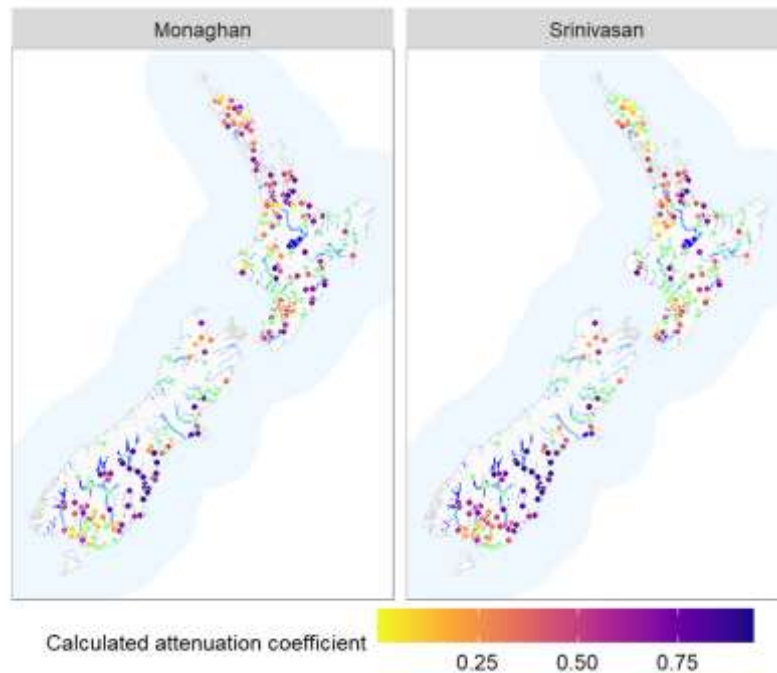 Monaghan
Srinivasan
Calculated attenuation coefficient
0.25
0.50
0.75